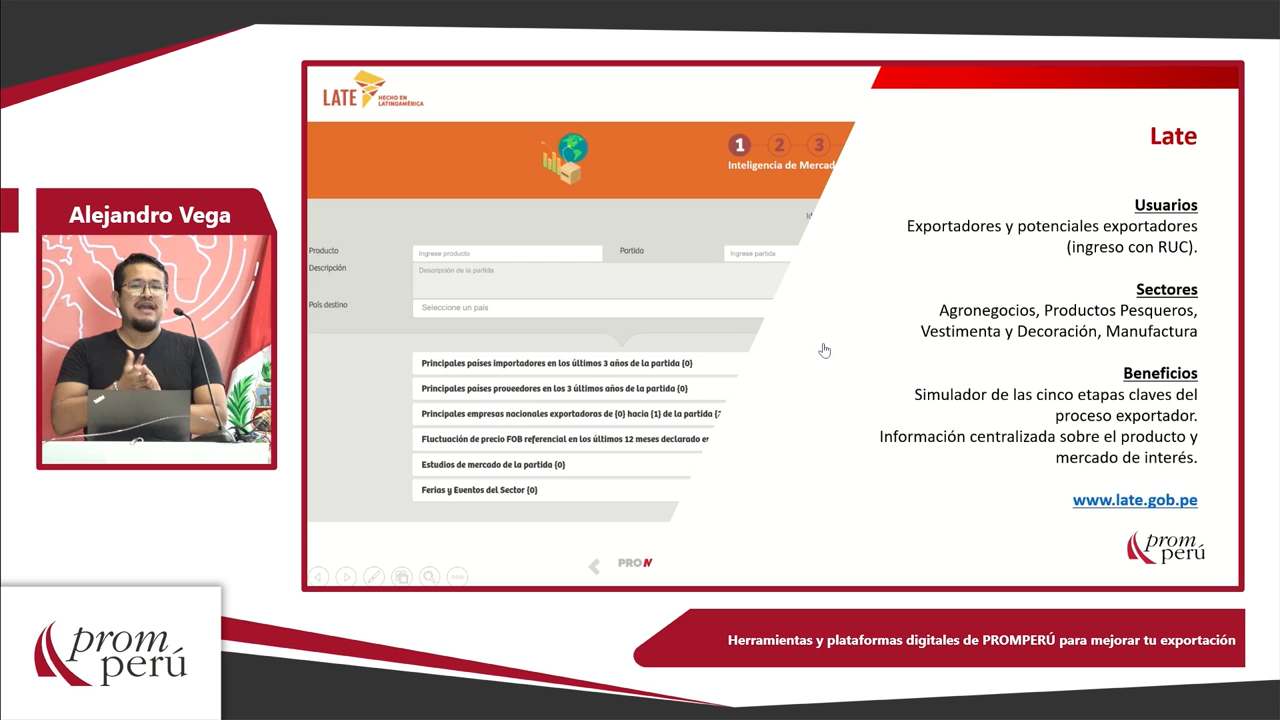 Alejandro Vega
LATE
HECHO EN
LATINOAMÉRICA
1
2
3
Inteligencia de Mercad
Producto
Ingrese producto
Partida
Ingrese partida
Descripción
Descripción de la partida
País destino
Seleccione un país
Principales países importadores en los últimos 3 años de la partida {0}
Principales países proveedores en los 3 últimos años de la partida {0}
Principales empresas nacionales exportadoras de {0} hacia {1} de la partida
Fluctuación de precio FOB referencial en los últimos 12 meses declarado
Estudios de mercado de la partida {0}
Ferias y Eventos del Sector {0}
Late
Usuarios
Exportadores y potenciales exportadores
(ingreso con RUC).
Sectores
Agronegocios, Productos Pesqueros,
Vestimenta y Decoración, Manufactura
Beneficios
Simulador de las cinco etapas claves del
proceso exportador.
Información centralizada sobre el producto y
mercado de interés.
www.late.gob.pe
prom
perú
Herramientas y plataformas digitales de PROMPERÚ para mejorar tu exportación
prom
perú